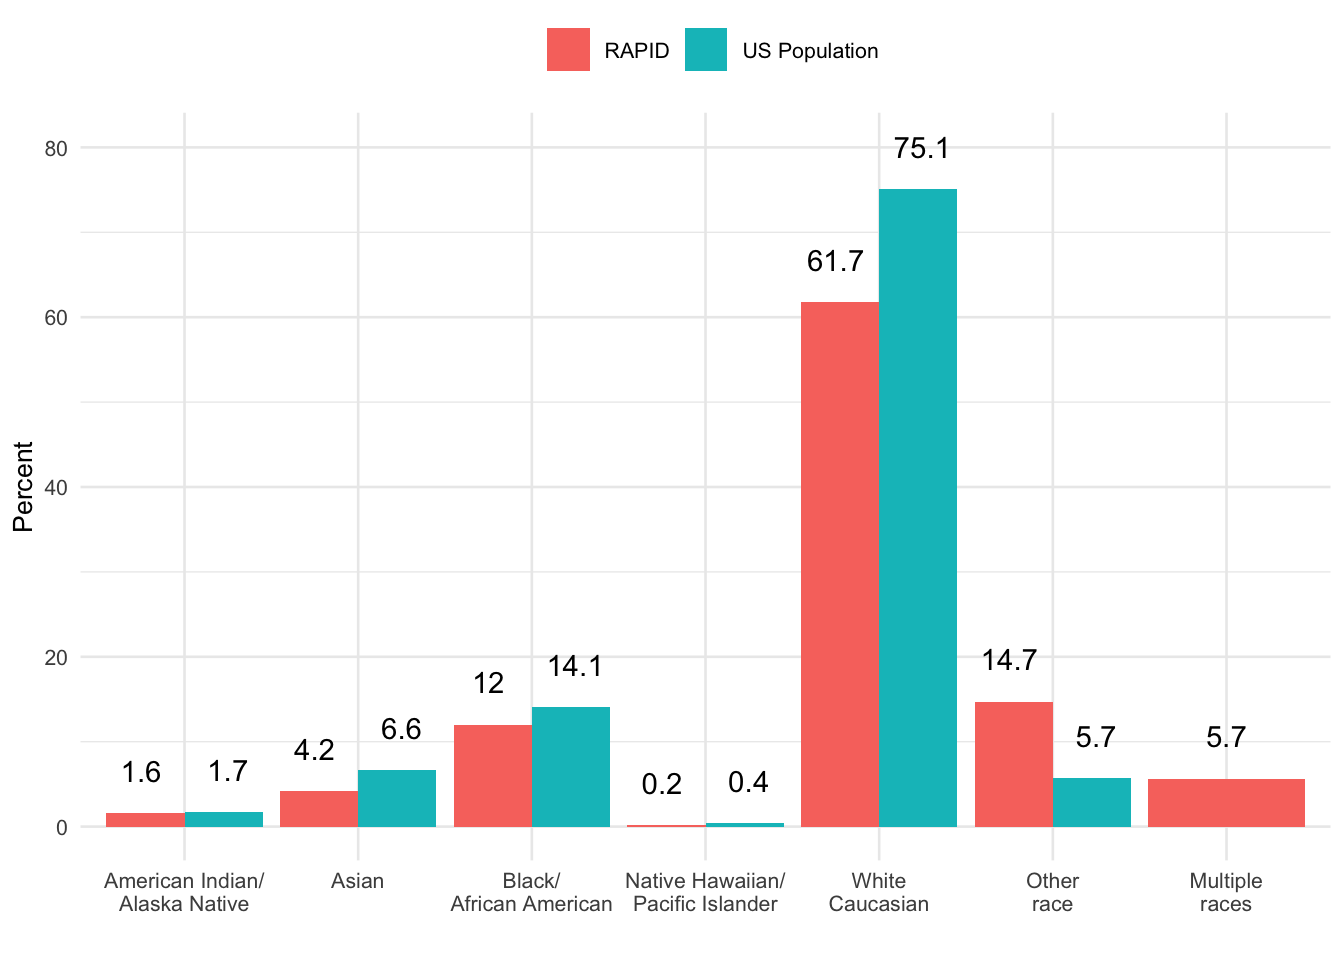 RAPID US Population
80
60
40
20
0
Percent
75.1
61.7
14.7
14.1
12
6.6
5.7
5.7
4.2
1.6
1.7
0.2
0.4
American Indian/
Alaska Native
Asian
Black/
African American
Native Hawaiian/
Pacific Islander
White
Caucasian
Other
race
Multiple
races